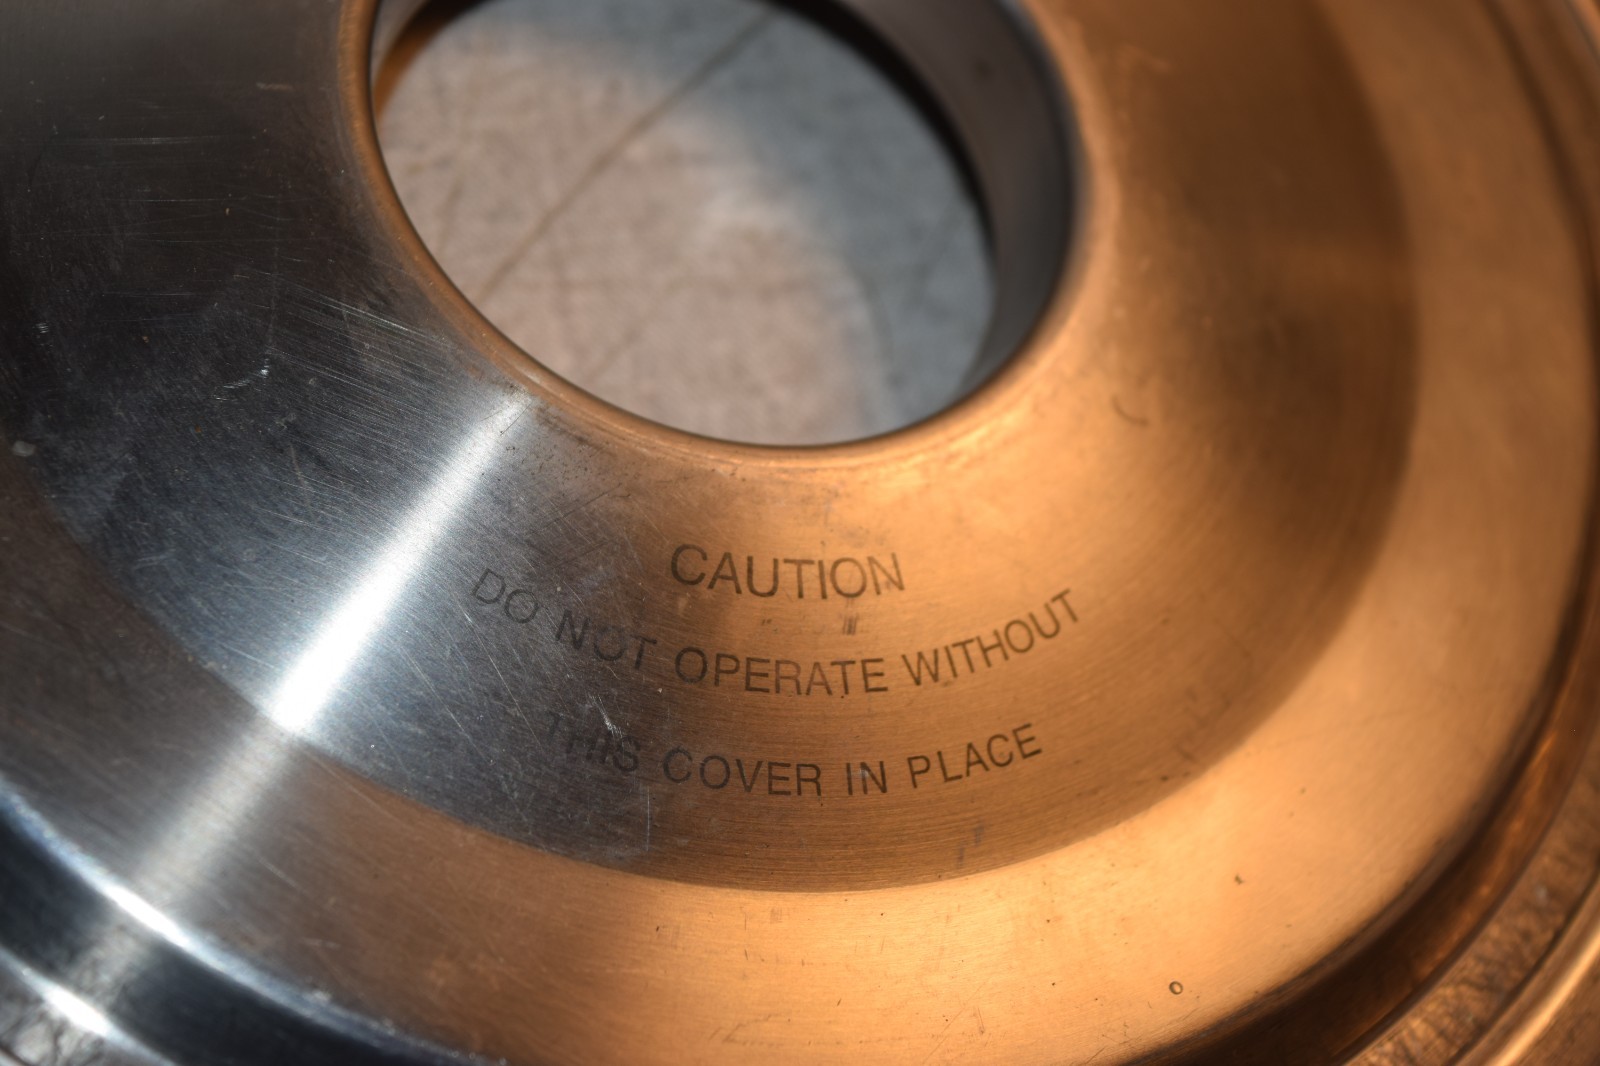 CAUTION
DO NOT OPERATE WITHOUT
THIS COVER IN PLACE